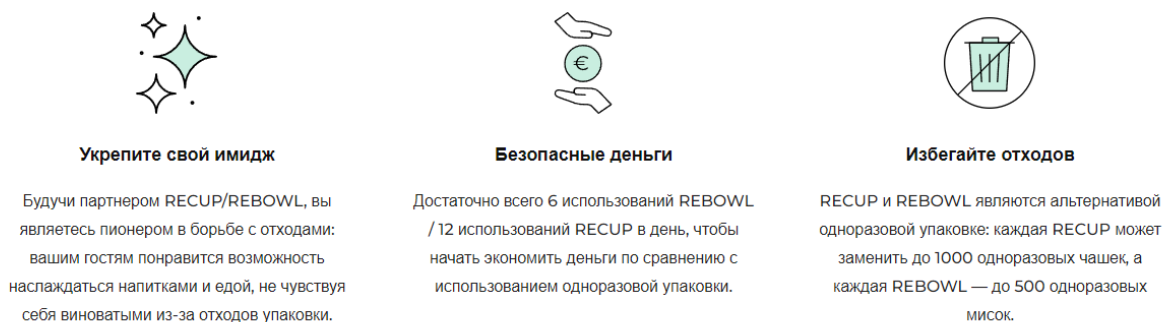 €
Укрепите свой имидж
Будучи партнером RECUP/REBOWL, вы
являетесь пионером в борьбе с отходами:
вашим гостям понравится возможность
наслаждаться напитками и едой, не чувствуя
себя виноватыми из-за отходов упаковки.
Безопасные деньги
Достаточно всего 6 использований REBOWL
/ 12 использований RECUP в день, чтобы
начать экономить деньги по сравнению с
использованием одноразовой упаковки.
Избегайте отходов
RECUP и REBOWL являются альтернативой
одноразовой упаковке: каждая RECUP может
заменить до 1000 одноразовых чашек, а
каждая REBOWL — до 500 одноразовых
мисок.